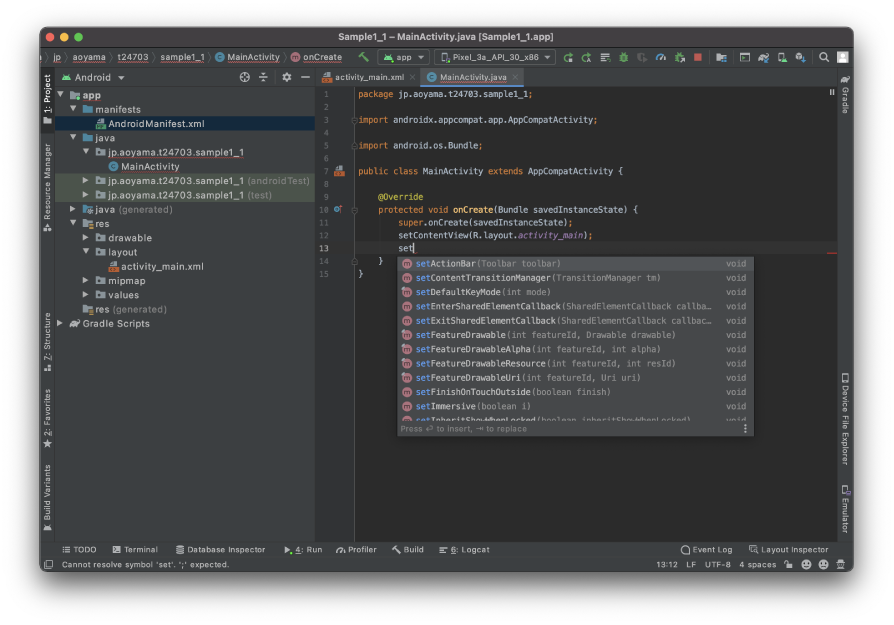 Sample1_1 – MainActivity.java [Sample1_1.app]
jp aoyama t24703 sample1_1 MainActivity onCreate app Pixel_3a_API_30_x86
Android
activity_main.xml MainActivity.java
1: Project
Resource Manager
Z: Structure
2: Favorites
Build Variants
app
manifests
AndroidManifest.xml
java
jp.aoyama.t24703.sample1_1
MainActivity
jp.aoyama.t24703.sample1_1 (androidTest)
jp.aoyama.t24703.sample1_1 (test)
java (generated)
res
drawable
layout
activity_main.xml
mipmap
values
res (generated)
Gradle Scripts
1 package jp.aoyama.t24703.sample1_1;
2
3 import androidx.appcompat.app.AppCompatActivity;
4
5 import android.os.Bundle;
6
7 public class MainActivity extends AppCompatActivity {
8
9 @Override
10 protected void onCreate(Bundle savedInstanceState) {
11 super.onCreate(savedInstanceState);
12 setContentView(R.layout.activity_main);
13 set
14 }
15 }
m setActionBar(Toolbar toolbar) void
m setContentTransitionManager(TransitionManager tm) void
m setDefaultKeyMode(int mode) void
m setEnterSharedElementCallback(SharedElementCallback callba… void
m setExitSharedElementCallback(SharedElementCallback callbac… void
m setFeatureDrawable(int featureId, Drawable drawable) void
m setFeatureDrawableAlpha(int featureId, int alpha) void
m setFeatureDrawableResource(int featureId, int resId) void
m setFeatureDrawableUri(int featureId, Uri uri) void
m setFinishOnTouchOutside(boolean finish) void
m setImmersive(boolean i) void
m setInheritShowWhenLocked(boolean inheritShowWhenLocked) void
Press ⏎ to insert, ⇥ to replace
Gradle
Device File Explorer
Emulator
TODO Terminal Database Inspector 4: Run Profiler Build 6: Logcat Event Log Layout Inspector
Cannot resolve symbol 'set'. ';' expected. 13:12 LF UTF-8 4 spaces